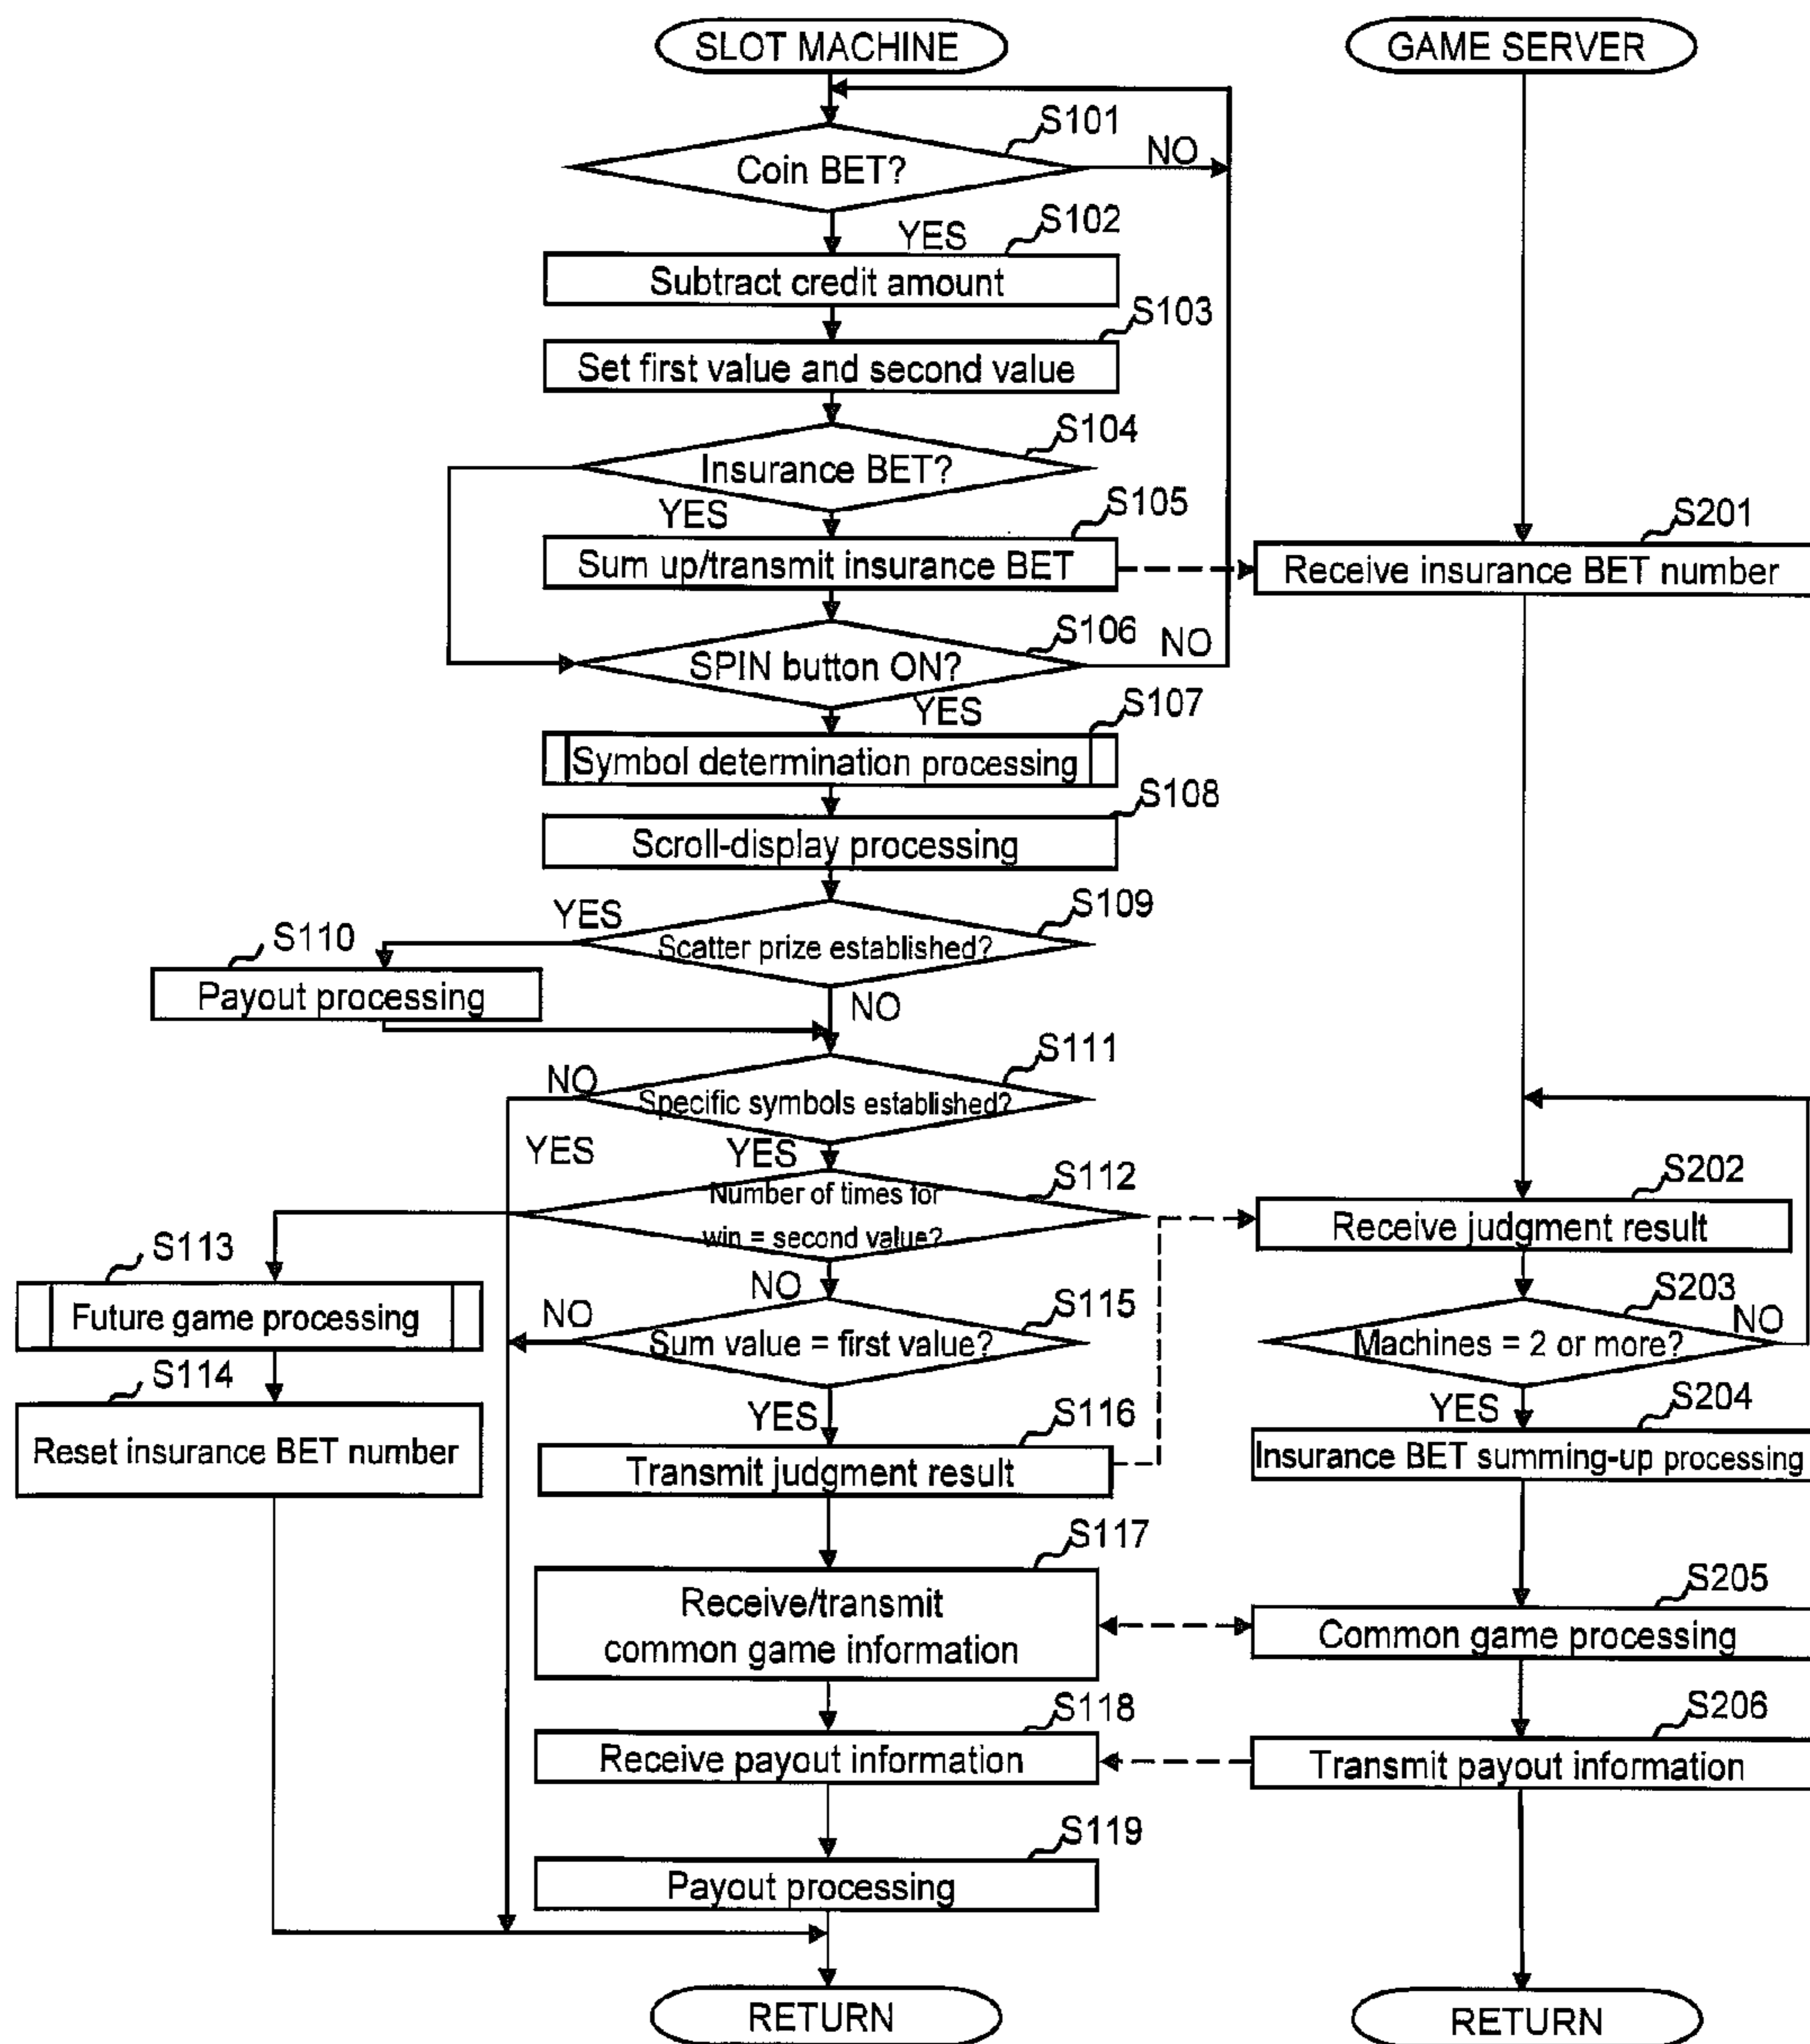 SLOT MACHINE
GAME SERVER
S101
Coin BET?
NO
YES
S102
Subtract credit amount
S103
Set first value and second value
S104
Insurance BET?
YES
S105
Sum up/transmit insurance BET
S201
Receive insurance BET number
S106
SPIN button ON?
NO
YES
S107
Symbol determination processing
S108
Scroll-display processing
S109
Scatter prize established?
YES
S110
Payout processing
NO
S111
Specific symbols established?
NO
YES
YES
S112
Number of times for
win = second value?
S202
Receive judgment result
S113
Future game processing
NO
S115
Sum value = first value?
NO
S203
Machines = 2 or more?
NO
S114
Reset insurance BET number
YES
S116
Transmit judgment result
YES
S204
Insurance BET summing-up processing
S117
Receive/transmit
common game information
S205
Common game processing
S118
Receive payout information
S206
Transmit payout information
S119
Payout processing
RETURN
RETURN